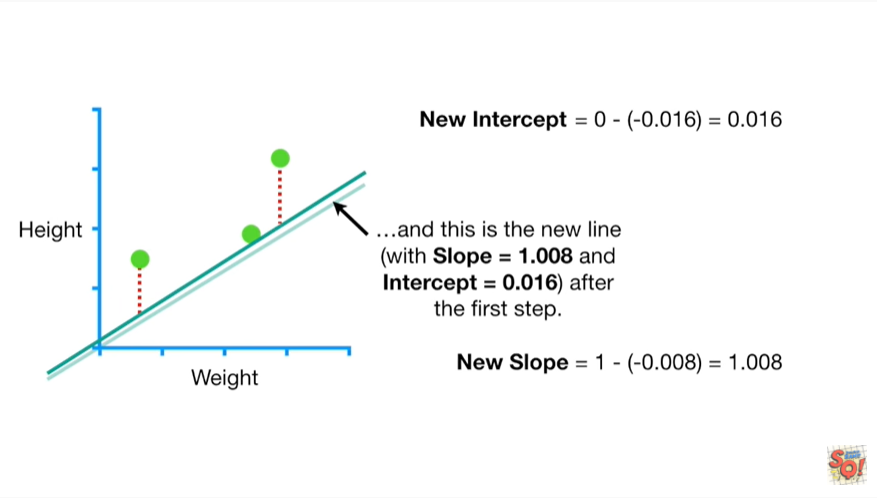 New Intercept = 0 - (-0.016) = 0.016
Height
...and this is the new line
(with Slope = 1.008 and
Intercept = 0.016) after
the first step.
New Slope = 1 - (-0.008) = 1.008
Weight
SQ!